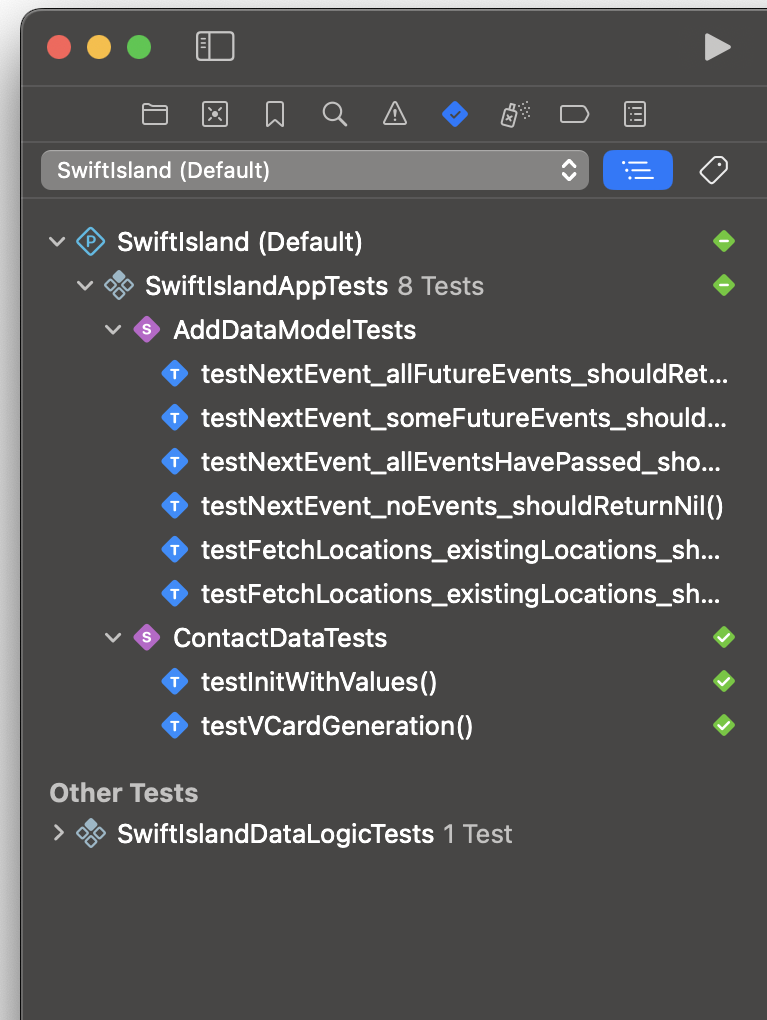 SwiftIsland (Default)
P SwiftIsland (Default)
SwiftIslandAppTests 8 Tests
S AddDataModelTests
T testNextEvent_allFutureEvents_shouldRet...
T testNextEvent_someFutureEvents_should...
T testNextEvent_allEventsHavePassed_sho...
T testNextEvent_noEvents_shouldReturnNil()
T testFetchLocations_existingLocations_sh...
T testFetchLocations_existingLocations_sh...
S ContactDataTests
T testInitWithValues()
T testVCardGeneration()
Other Tests
SwiftIslandDataLogicTests 1 Test